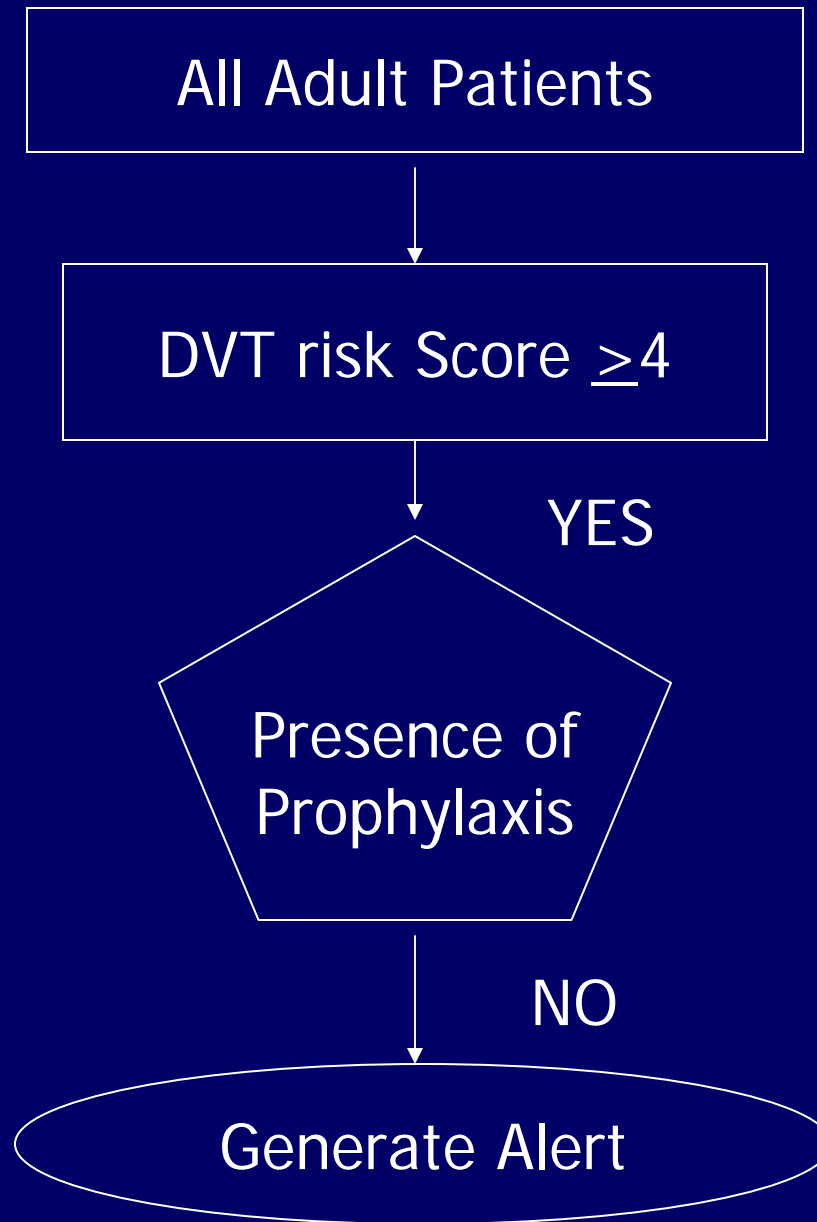 All Adult Patients
DVT risk Score ≥4
YES
Presence of
Prophylaxis
NO
Generate Alert